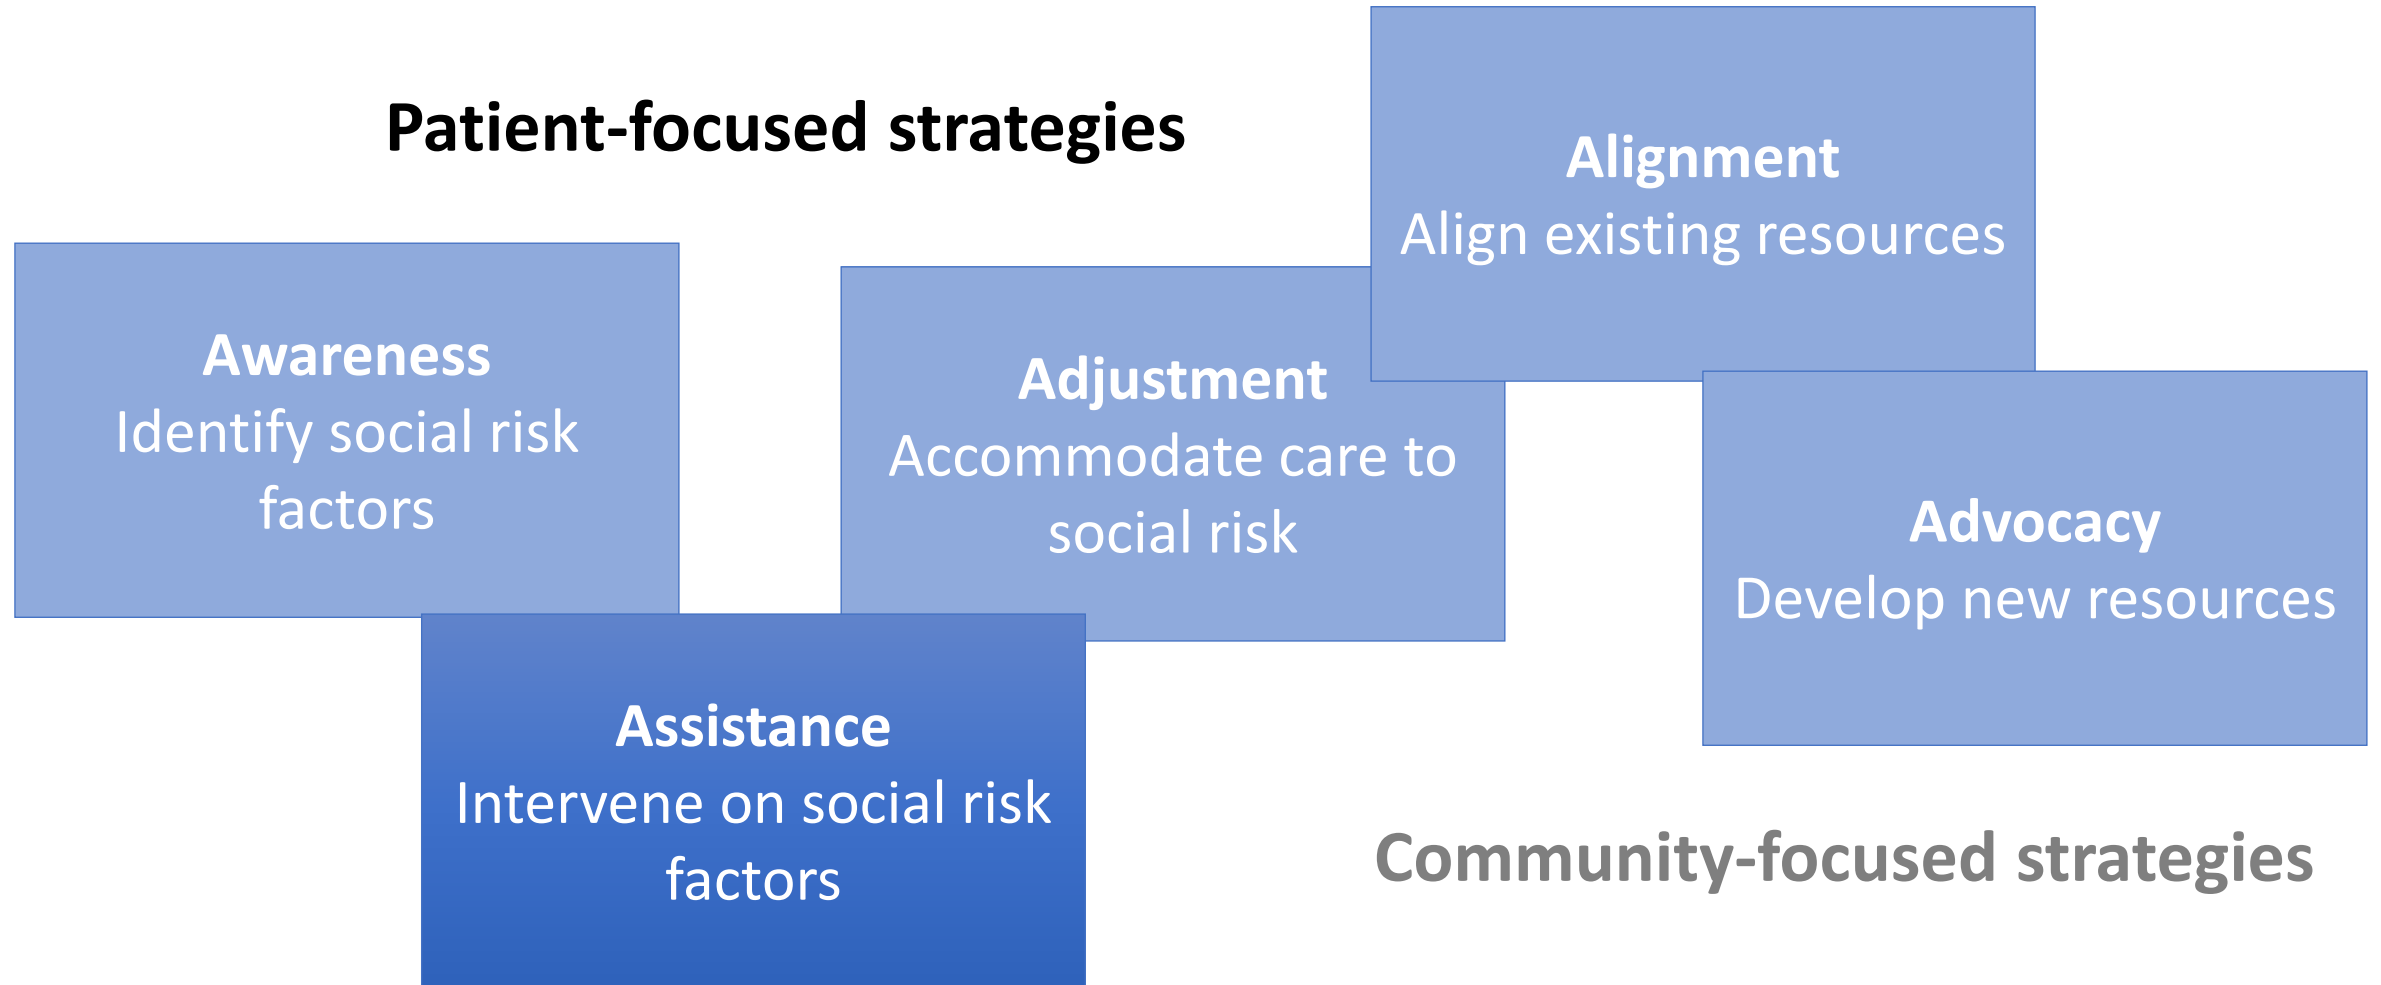 Patient-focused strategies
Awareness
Identify social risk
factors
Assistance
Intervene on social risk
factors
Adjustment
Accommodate care to
social risk
Alignment
Align existing resources
Advocacy
Develop new resources
Community-focused strategies